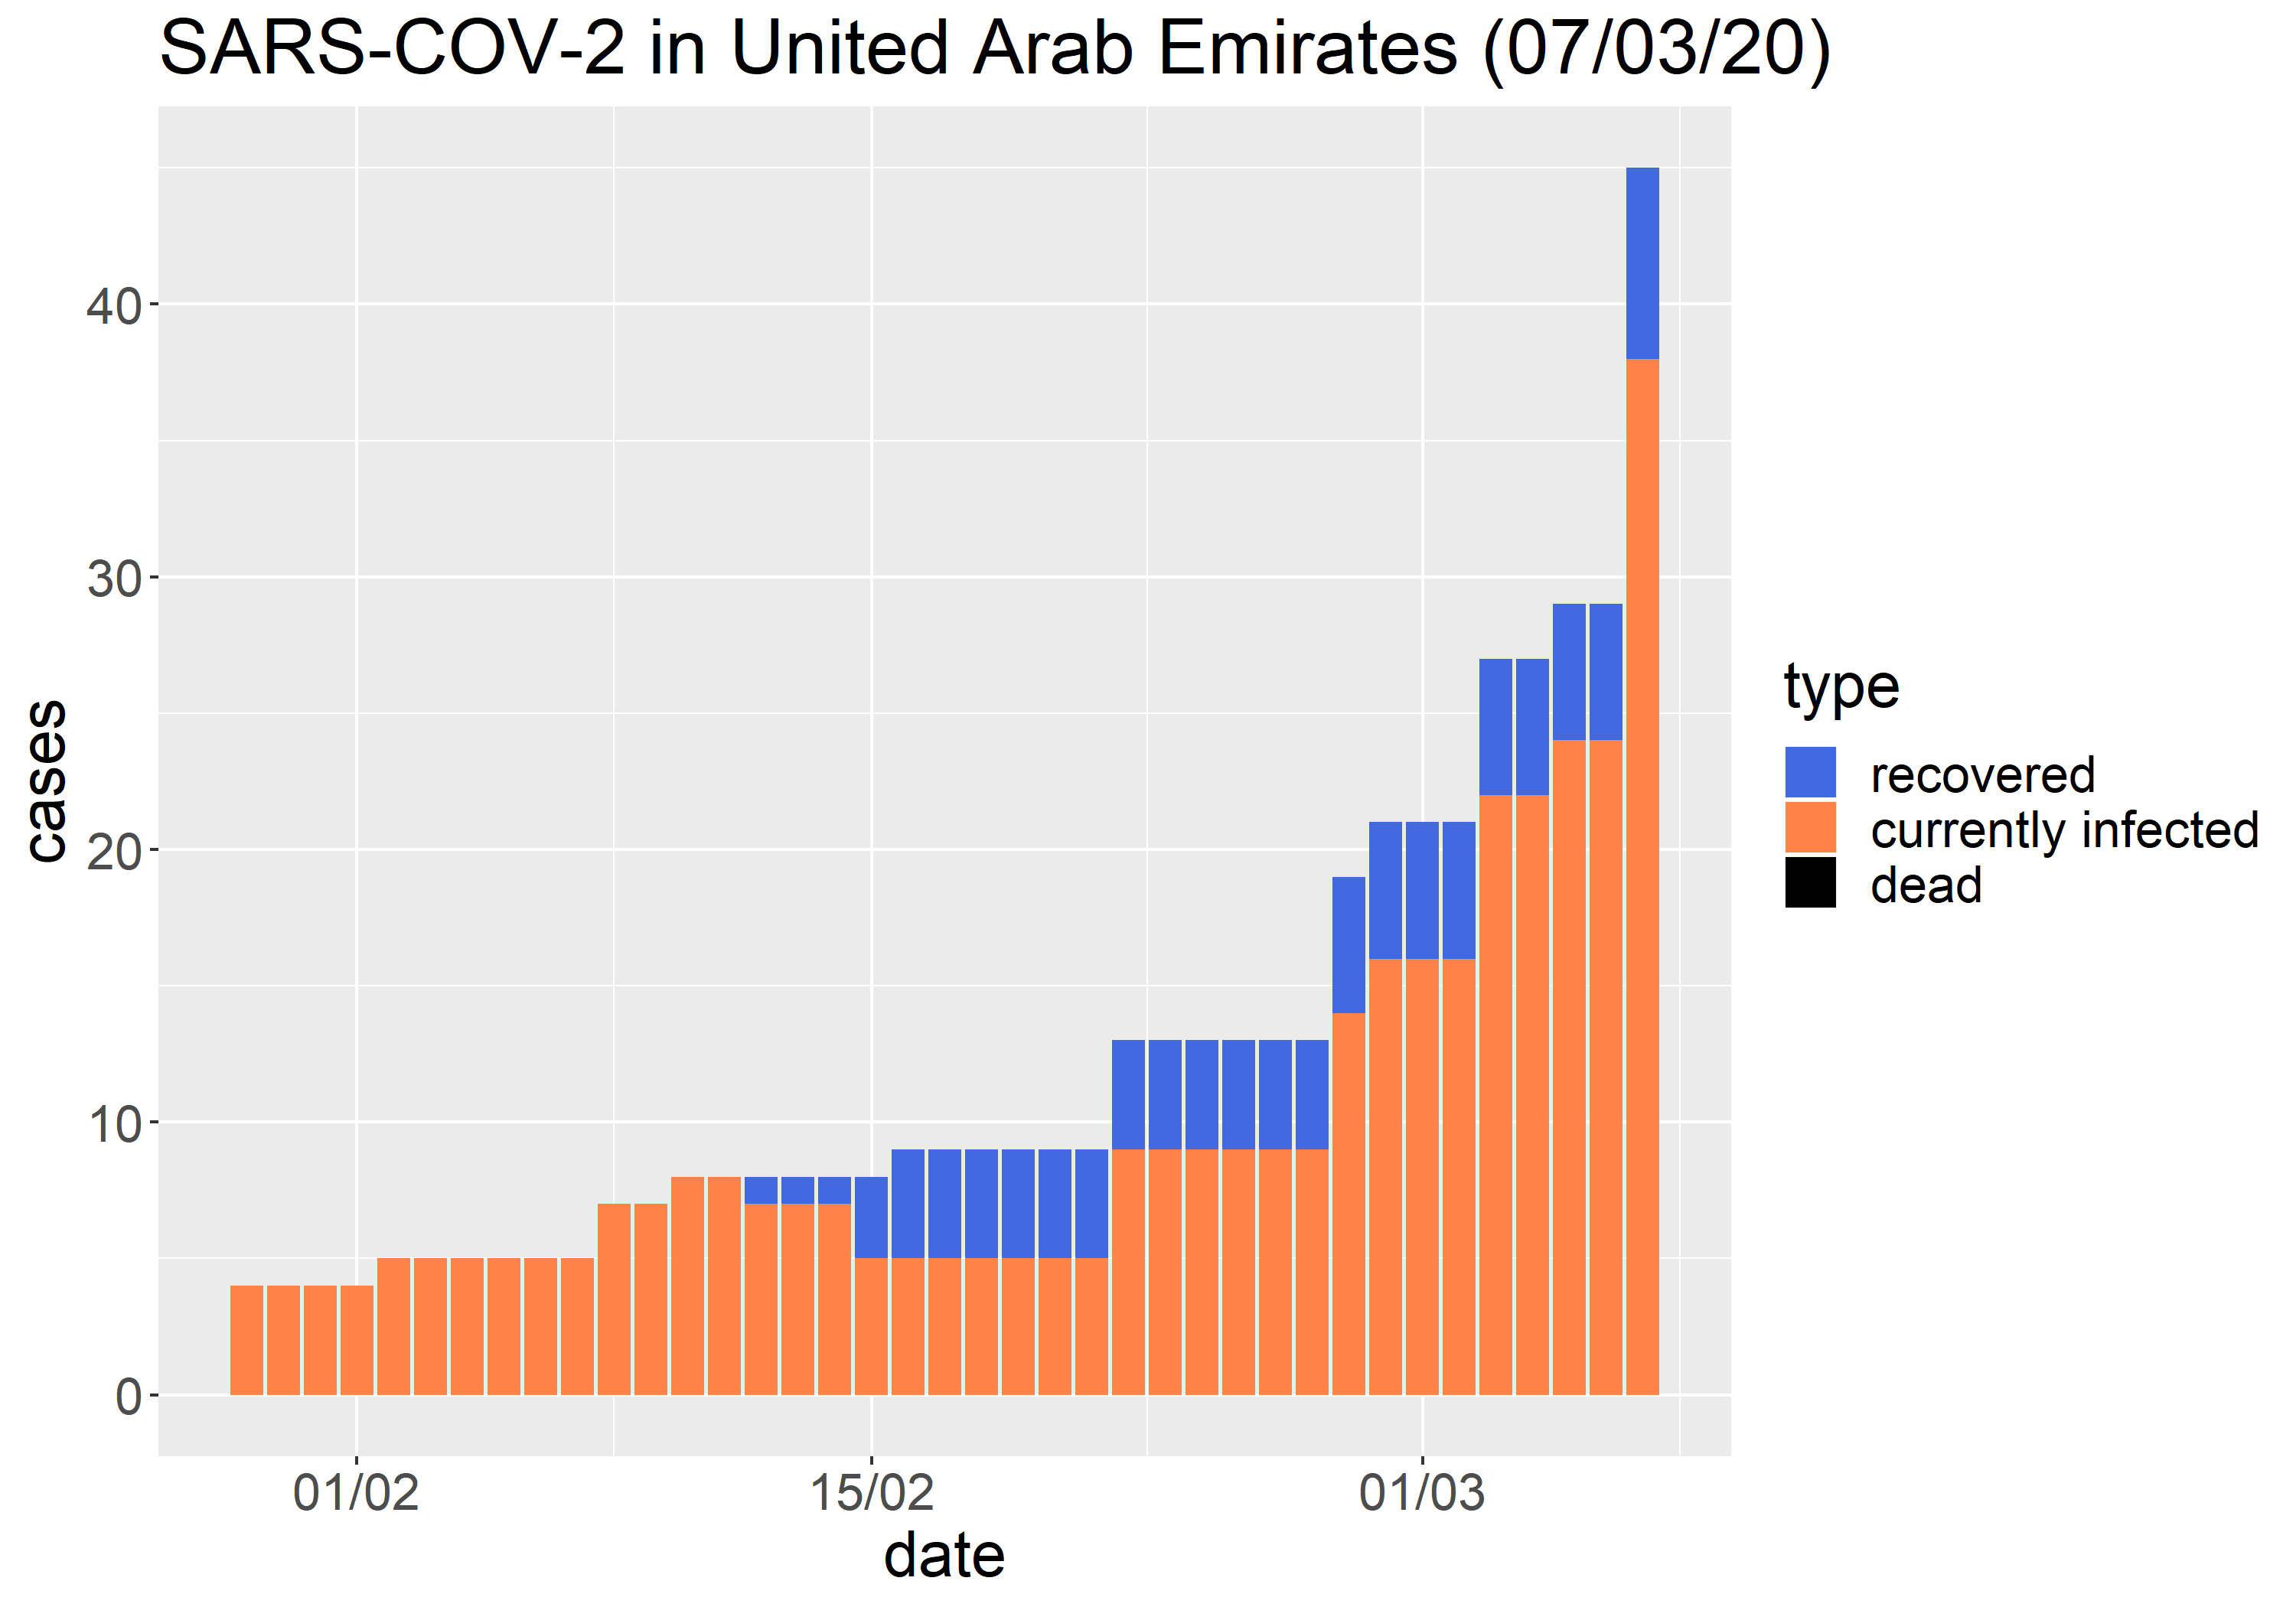 SARS-COV-2 in United Arab Emirates (07/03/20)
40
30
20
10
0
cases
01/02 15/02 01/03
date
type
recovered
currently infected
dead